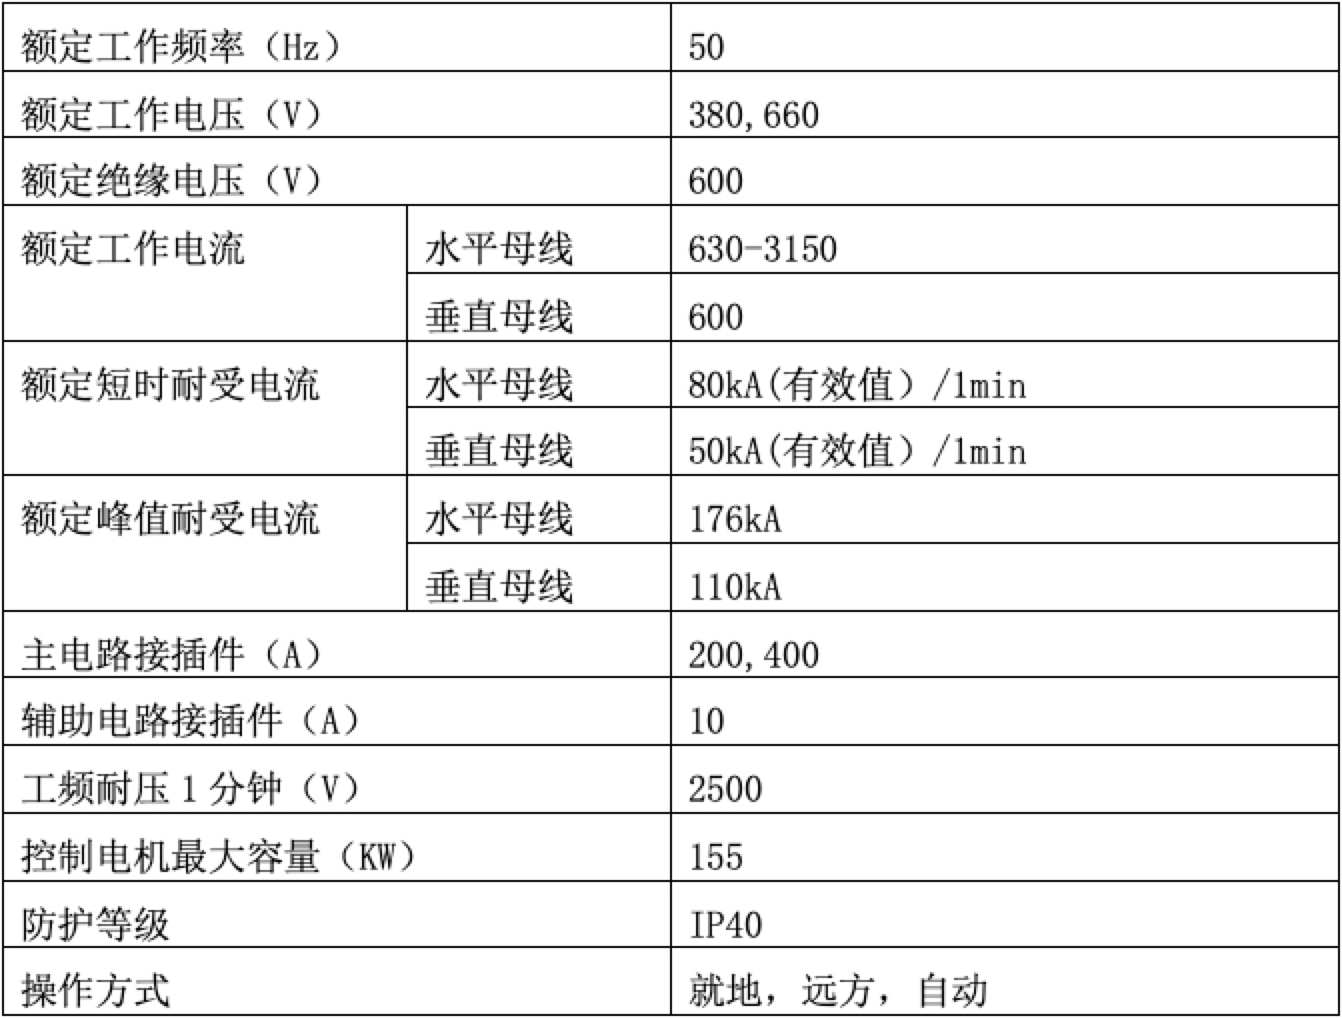 额定工作频率（Hz） 50
额定工作电压（V） 380,660
额定绝缘电压（V） 600
额定工作电流 水平母线 630-3150
垂直母线 600
额定短时耐受电流 水平母线 80kA(有效值）/1min
垂直母线 50kA(有效值）/1min
额定峰值耐受电流 水平母线 176kA
垂直母线 110kA
主电路接插件（A） 200,400
辅助电路接插件（A） 10
工频耐压 1 分钟（V） 2500
控制电机最大容量（KW） 155
防护等级 IP40
操作方式 就地，远方，自动